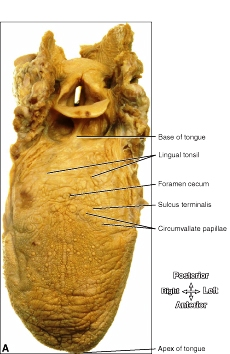 Base of tongue
Lingual tonsil
Foramen cecum
Sulcus terminalis
Circumvallate papillae
Posterior
Right Left
Anterior
A
Apex of tongue